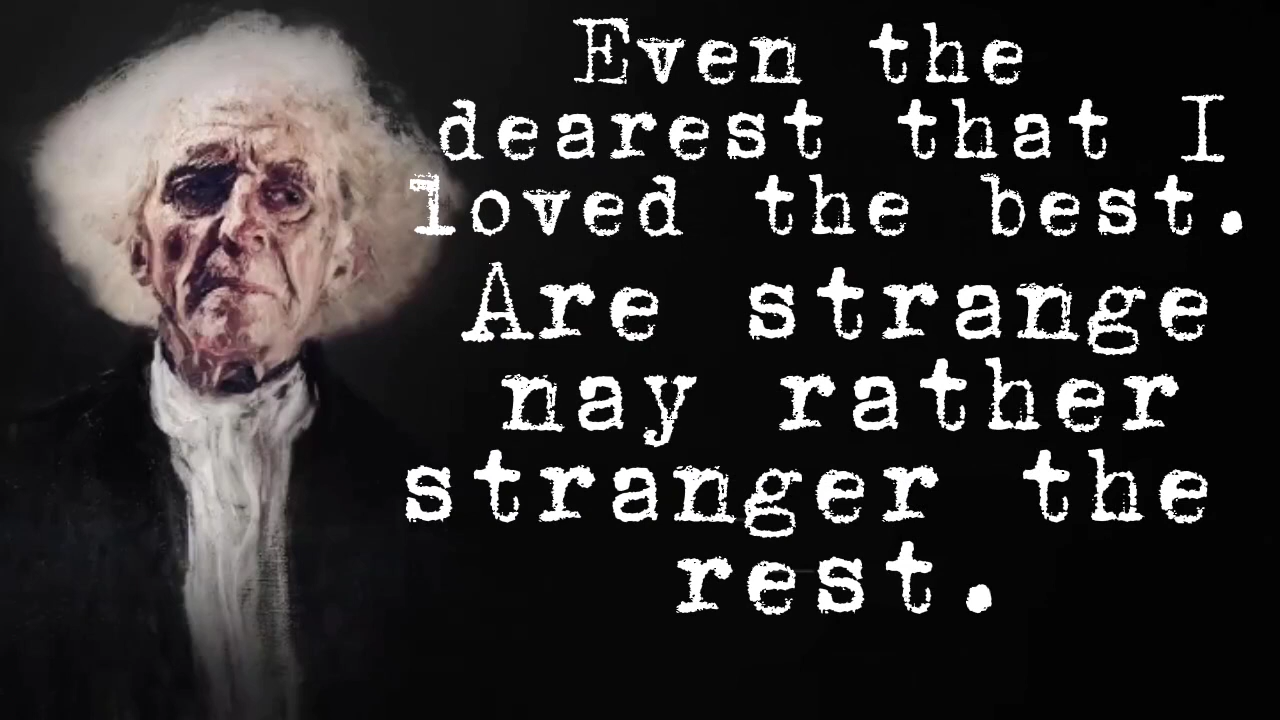 Even the
dearest that I
loved the best.
Are strange
nay rather
stranger the
rest.